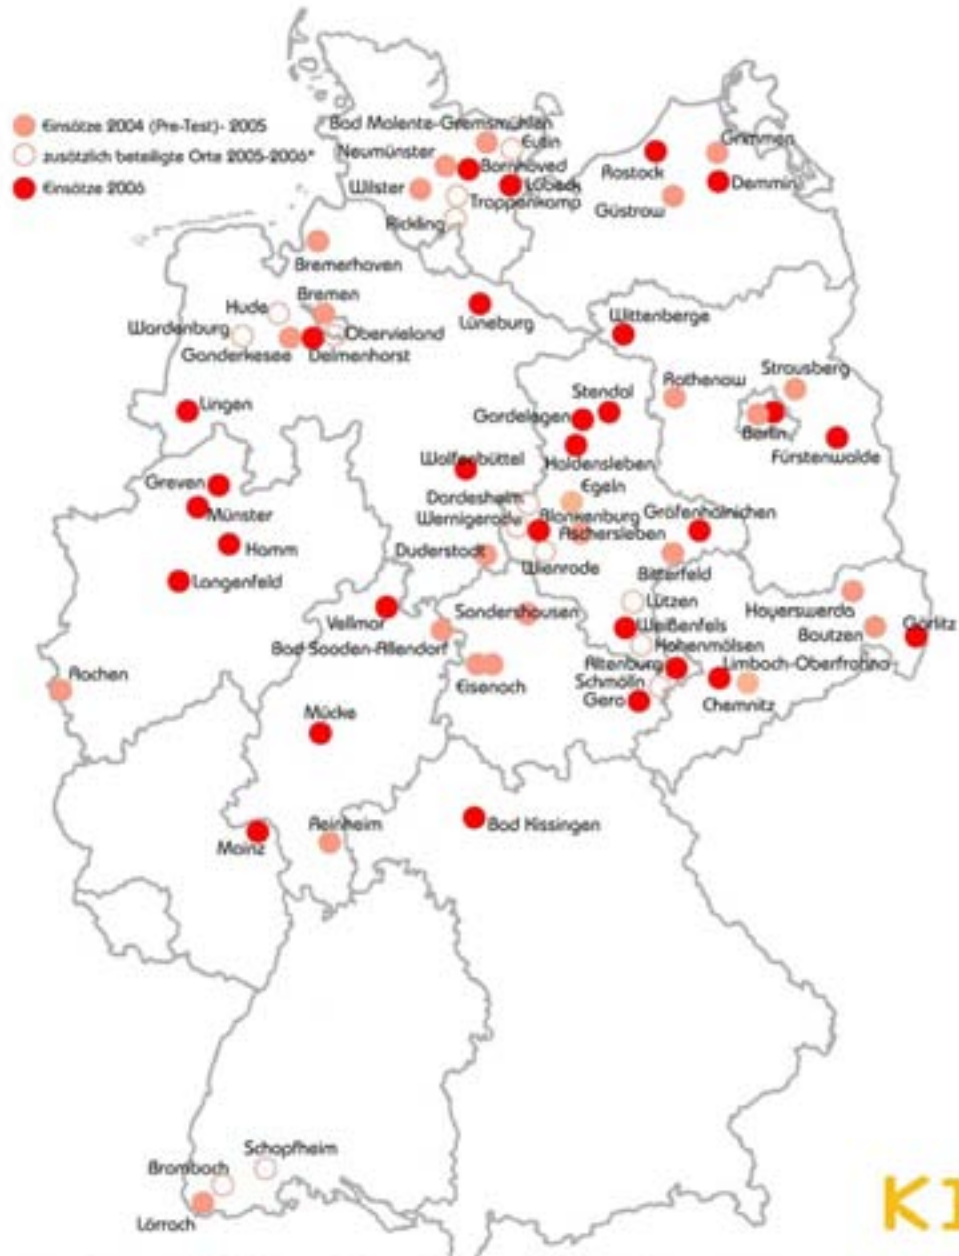 Einsätze 2004 (Pre-Test)- 2005
zusätzlich beteiligte Orte 2005-2006*
Einsätze 2006
Bad Malente-Gremsmühlen
Eutin
Neumünster
Bornhöved
Wilster
Lübeck
Trappenkamp
Rickling
Rostock
Grimmen
Demmin
Güstrow
Bremerhaven
Bremen
Hude
Wardenburg
Obervieland
Ganderkesee
Delmenhorst
Lüneburg
Wittenberge
Strausberg
Rathenow
Stendal
Gardelegen
Berlin
Fürstenwalde
Haldensleben
Lingen
Wolfenbüttel
Egeln
Greven
Münster
Dardesheim
Wernigerode
Blankenburg
Gräfenhainichen
Aschersleben
Hamm
Duderstadt
Wienrode
Bitterfeld
Langenfeld
Vellmar
Sondershausen
Lützen
Hoyerswerda
Weißenfels
Bautzen
Görlitz
Bad Sooden-Allendorf
Hohenmölsen
Altenburg
Limbach-Oberfrohna
Aachen
Eisenach
Schmölln
Gera
Chemnitz
Mücke
Mainz
Reinheim
Bad Kissingen
Schopfheim
Brombach
Lörrach
KI